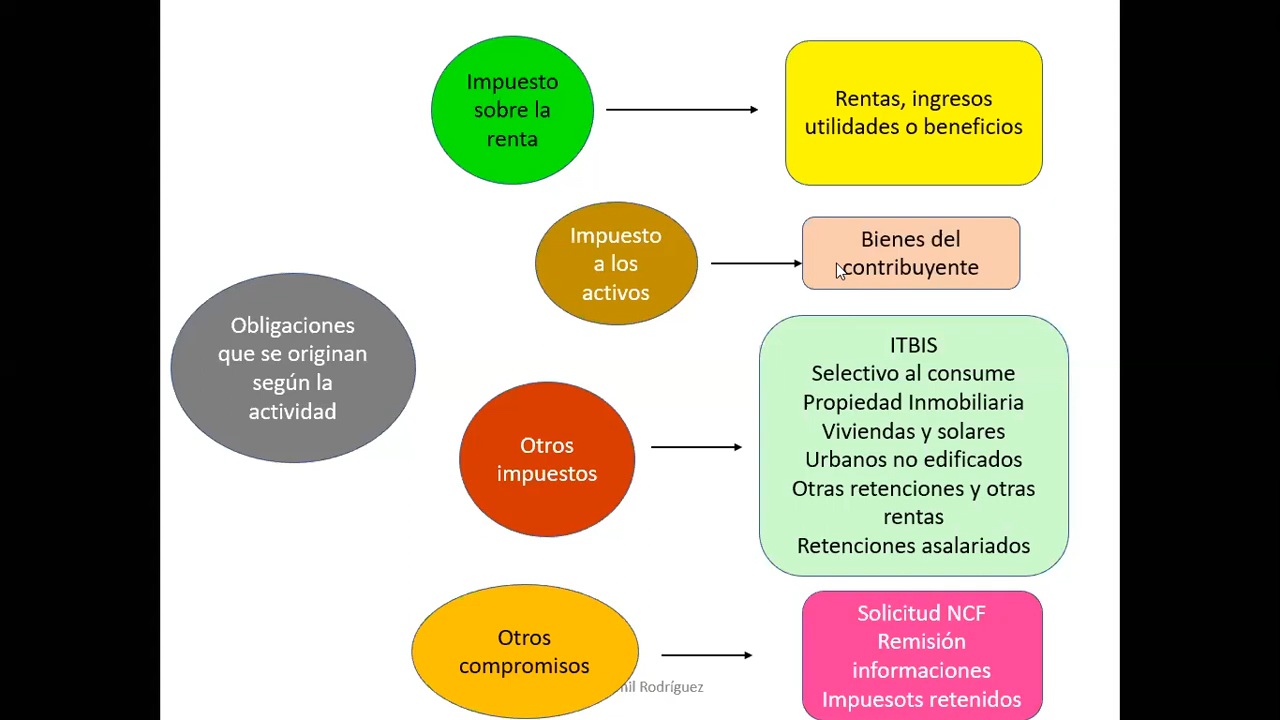 Impuesto
sobre la
renta
Rentas, ingresos
utilidades o beneficios
Impuesto
a los
activos
Bienes del
contribuyente
Obligaciones
que se originan
según la
actividad
Otros
impuestos
ITBIS
Selectivo al consume
Propiedad Inmobiliaria
Viviendas y solares
Urbanos no edificados
Otras retenciones y otras
rentas
Retenciones asalariados
Otros
compromisos
Solicitud NCF
Remisión
informaciones
Impuesots retenidos
Rodríguez